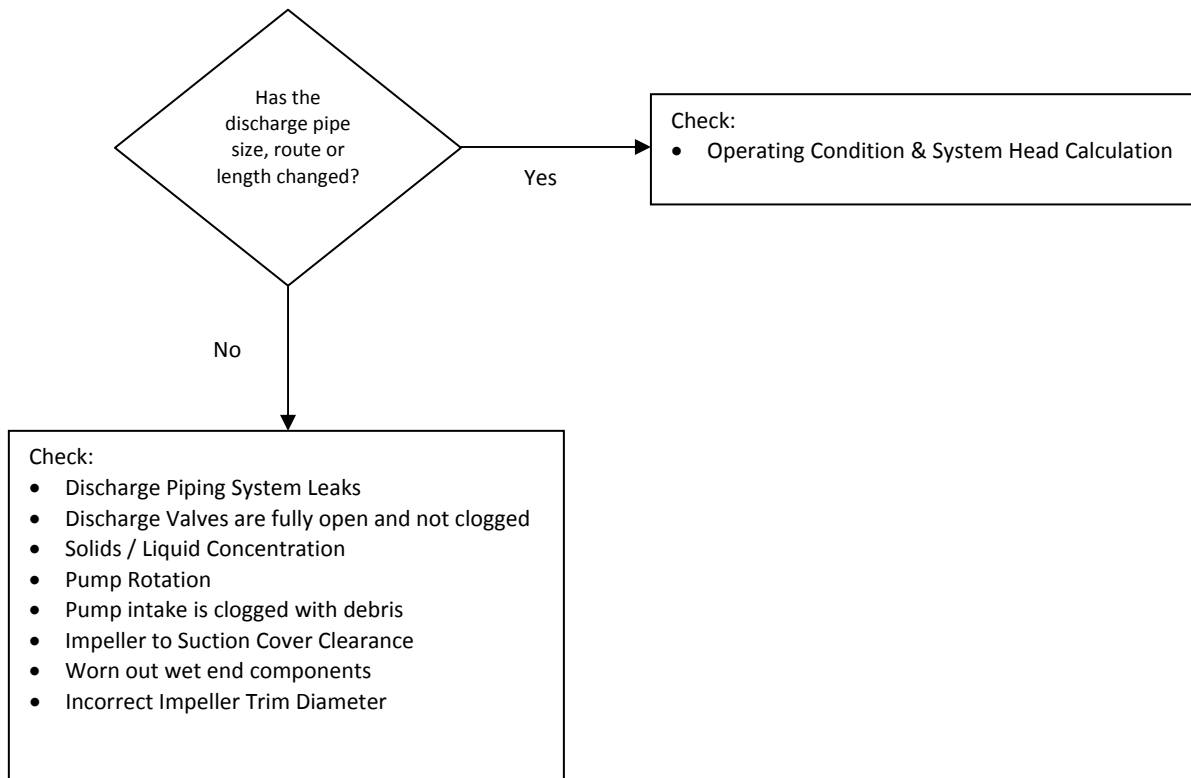 Has the
discharge pipe
size, route or
length changed?
Yes
Check:
• Operating Condition & System Head Calculation
No
Check:
• Discharge Piping System Leaks
• Discharge Valves are fully open and not clogged
• Solids / Liquid Concentration
• Pump Rotation
• Pump intake is clogged with debris
• Impeller to Suction Cover Clearance
• Worn out wet end components
• Incorrect Impeller Trim Diameter